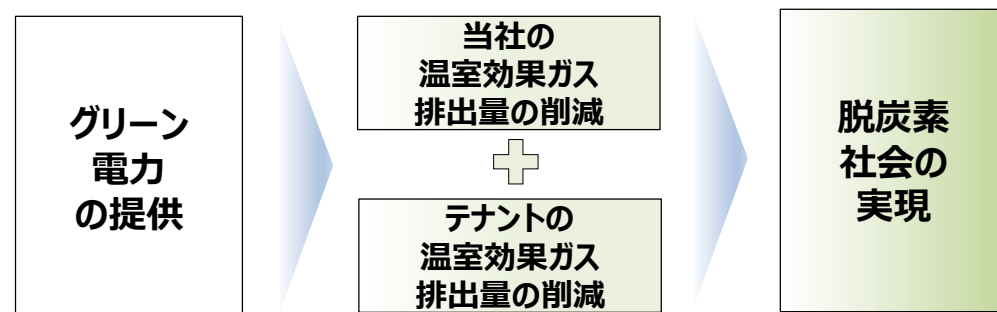 グリーン
電力
の提供
当社の
温室効果ガス
排出量の削減
テナントの
温室効果ガス
排出量の削減
脱炭素
社会の
実現